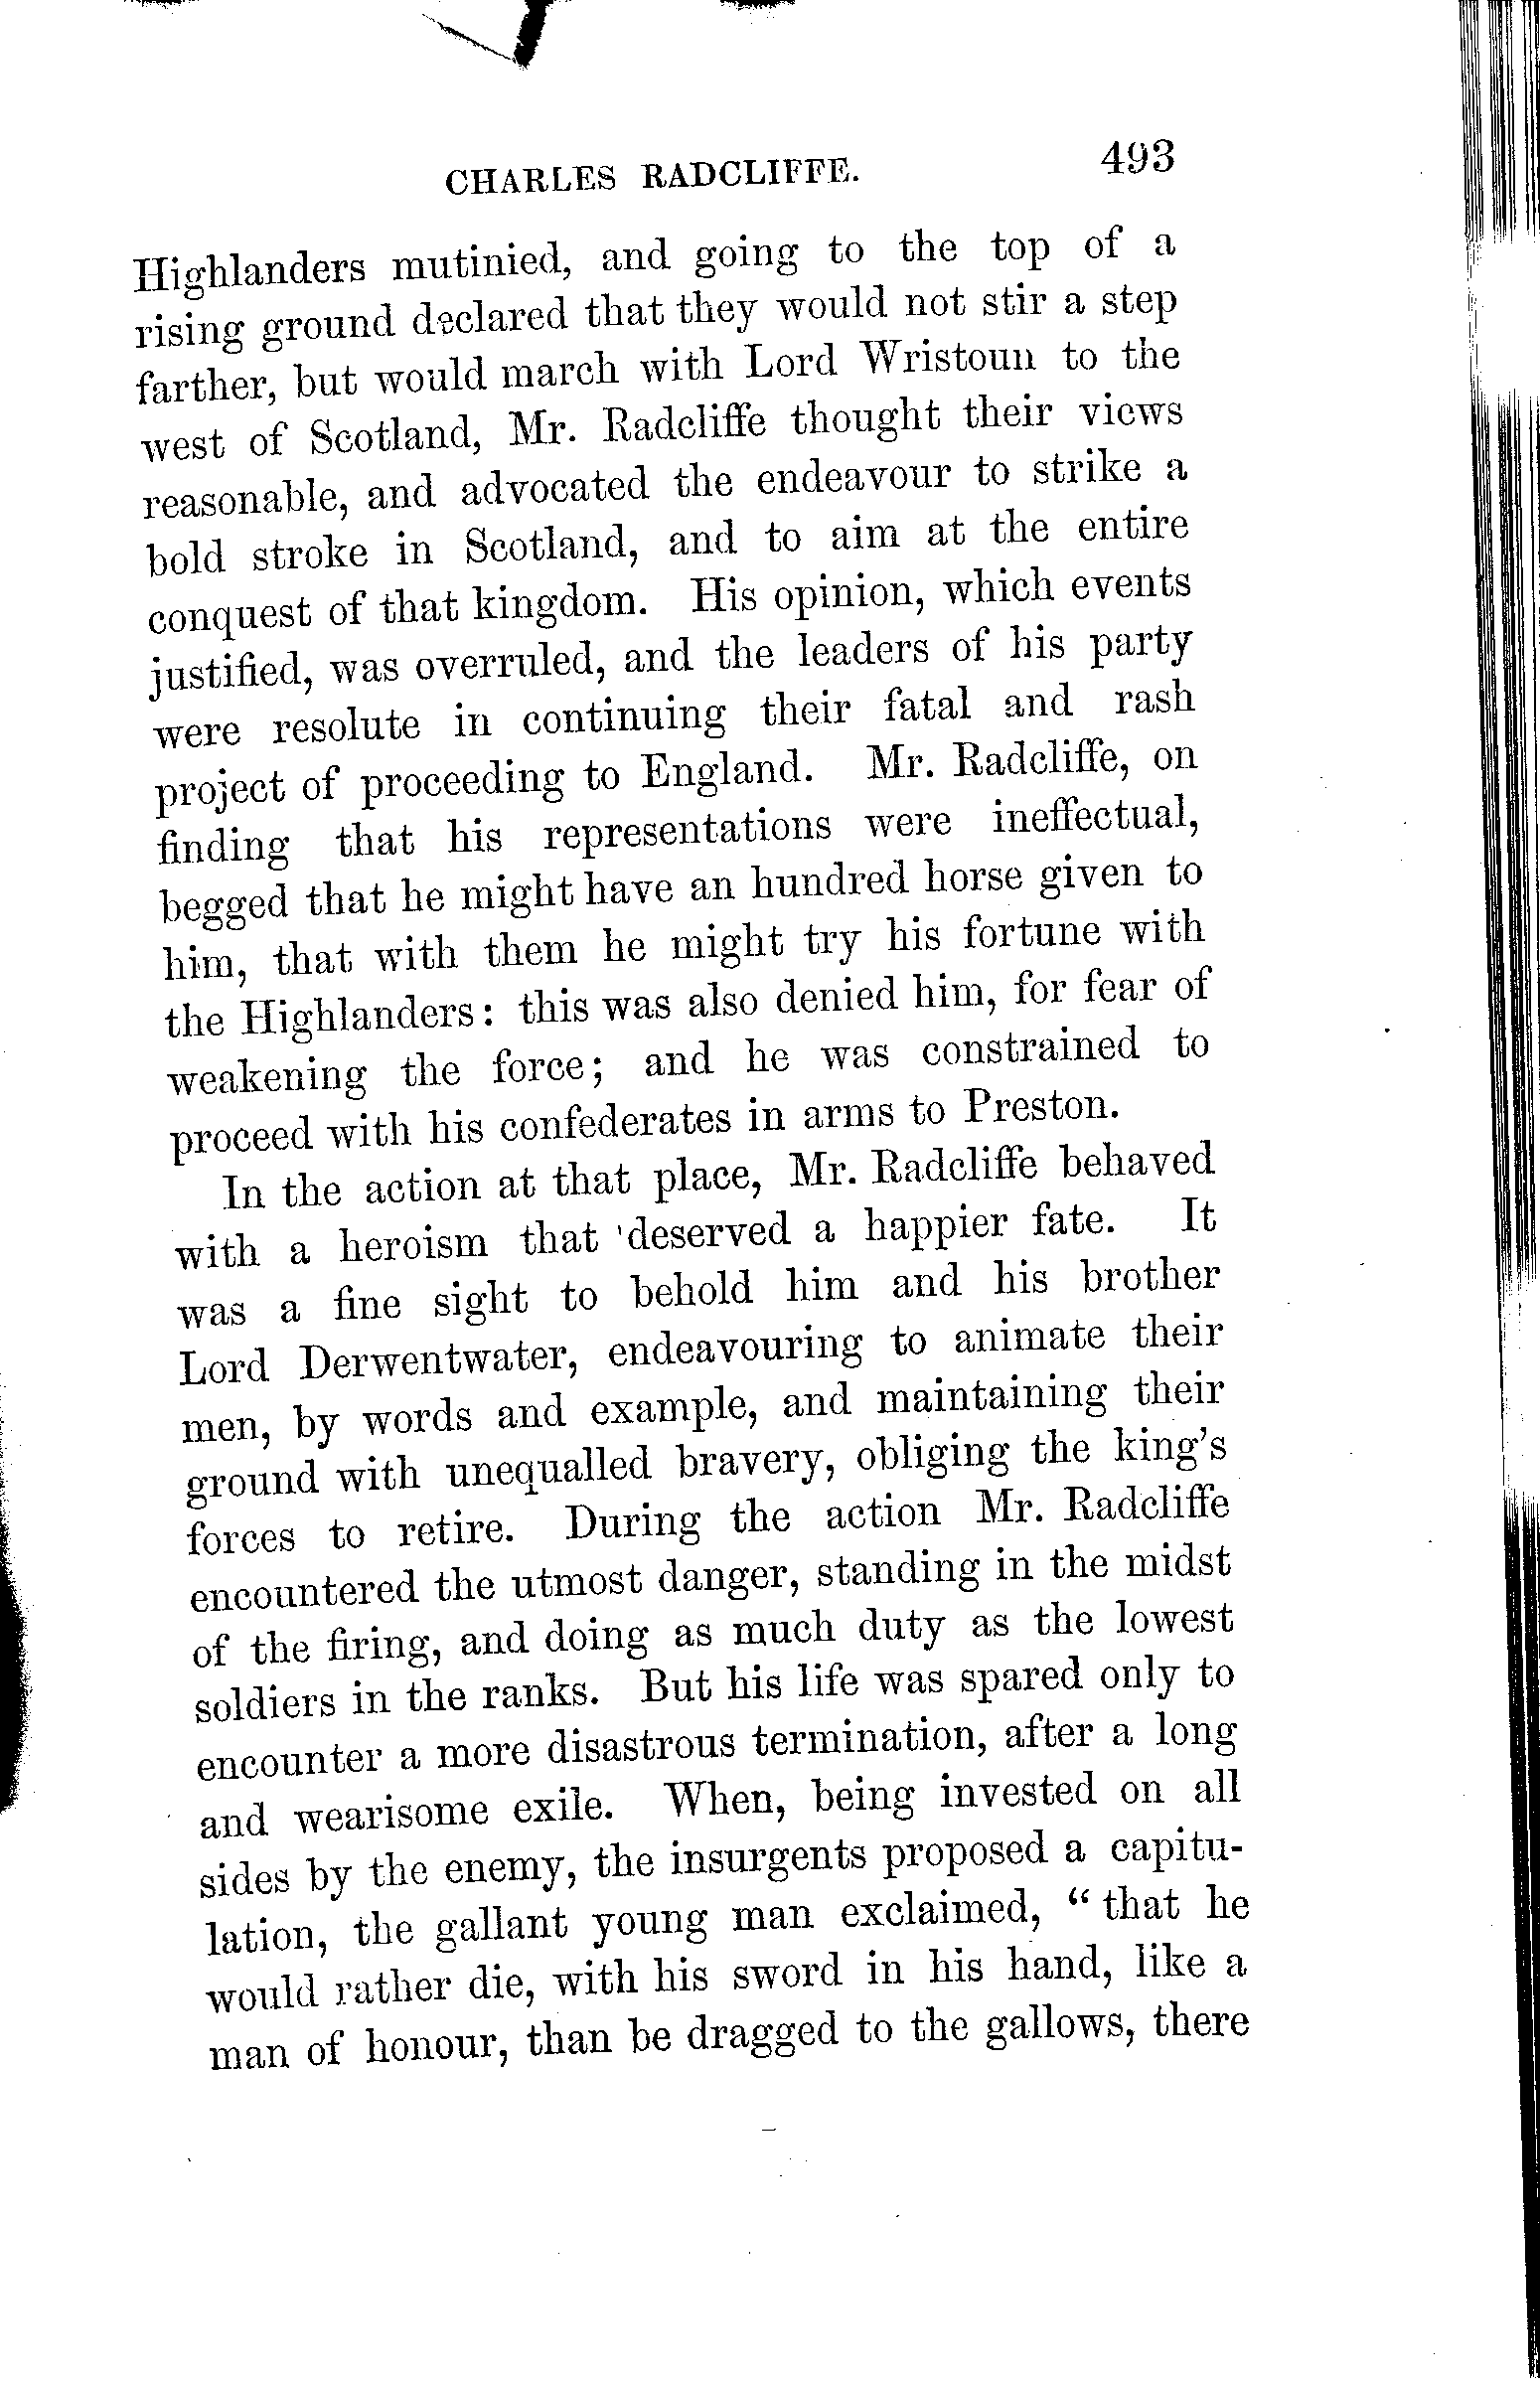 CHARLES RADCLIFFE. 493
Highlanders mutinied, and going to the top of a
rising ground declared that they would not stir a step
farther, but would march with Lord Wristoun to the
west of Scotland, Mr. Radcliffe thought their views
reasonable, and advocated the endeavour to strike a
bold stroke in Scotland, and to aim at the entire
conquest of that kingdom. His opinion, which events
justified, was overruled, and the leaders of his party
were resolute in continuing their fatal and rash
project of proceeding to England. Mr. Radcliffe, on
finding that his representations were ineffectual,
begged that he might have an hundred horse given to
him, that with them he might try his fortune with
the Highlanders: this was also denied him, for fear of
weakening the force; and he was constrained to
proceed with his confederates in arms to Preston.
In the action at that place, Mr. Radcliffe behaved
with a heroism that deserved a happier fate. It
was a fine sight to behold him and his brother
Lord Derwentwater, endeavouring to animate their
men, by words and example, and maintaining their
ground with unequalled bravery, obliging the king's
forces to retire. During the action Mr. Radcliffe
encountered the utmost danger, standing in the midst
of the firing, and doing as much duty as the lowest
soldiers in the ranks. But his life was spared only to
encounter a more disastrous termination, after a long
and wearisome exile. When, being invested on all
sides by the enemy, the insurgents proposed a capitu-
lation, the gallant young man exclaimed, “ that he
would rather die, with his sword in his hand, like a
man of honour, than be dragged to the gallows, there